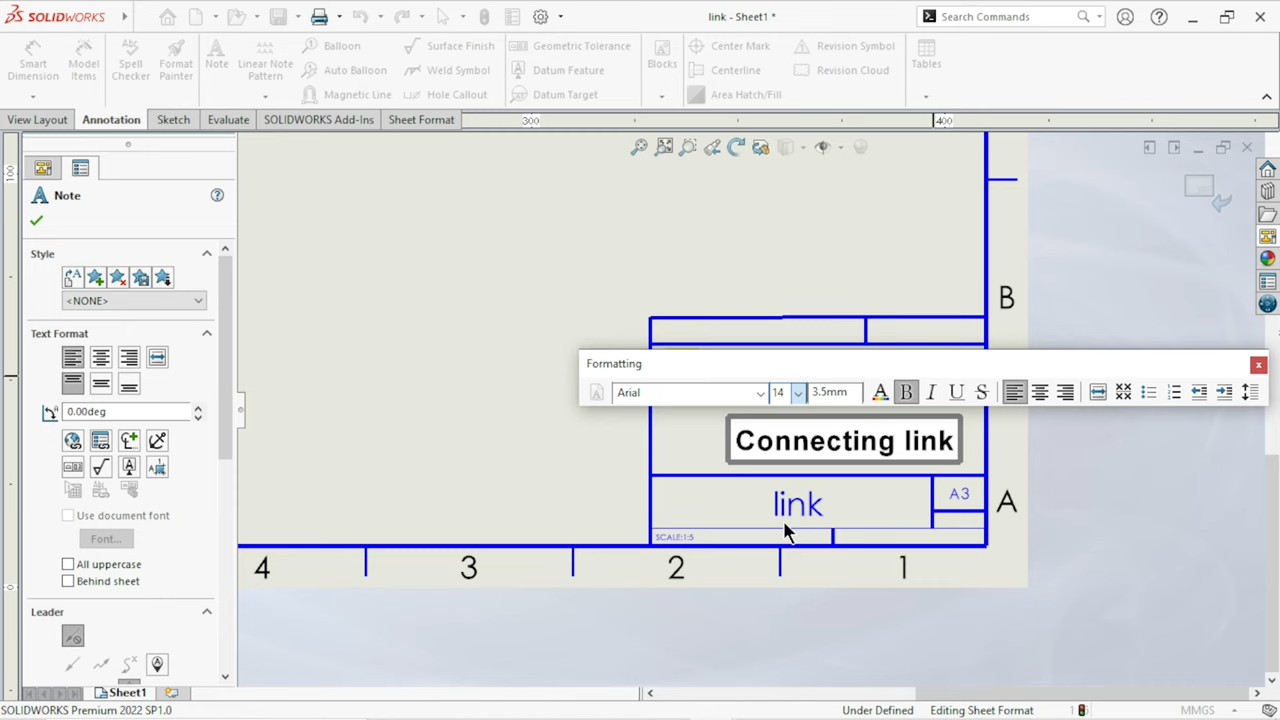 SOLIDWORKS
link - Sheet1 *
Search Commands
Smart Dimension
Model Items
Spell Checker
Format Painter
Note
Linear Note Pattern
Balloon
Auto Balloon
Magnetic Line
Surface Finish
Weld Symbol
Hole Callout
Geometric Tolerance
Datum Feature
Datum Target
Blocks
Center Mark
Centerline
Area Hatch/Fill
Revision Symbol
Revision Cloud
Tables
View Layout Annotation Sketch Evaluate SOLIDWORKS Add-Ins Sheet Format
300 400
100
0
Note
Style
<NONE>
Text Format
0.00deg
Use document font
Font...
All uppercase
Behind sheet
Leader
B
Formatting
Arial 14 3.5mm A B I U S
Connecting link
link
A3
A
SCALE:1:5
4 3 2 1
Sheet1
SOLIDWORKS Premium 2022 SP1.0
Under Defined Editing Sheet Format 1 MMGS